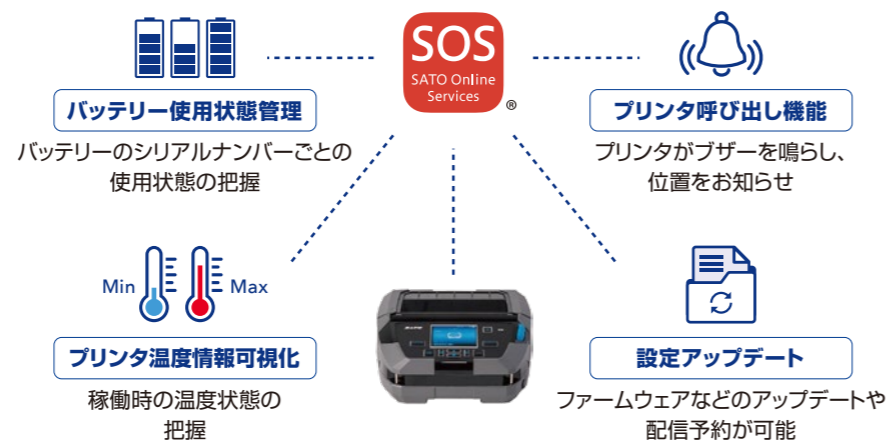 SOS
SATO Online
Services
®
バッテリー使用状態管理
バッテリーのシリアルナンバーごとの
使用状態の把握
プリンタ呼び出し機能
プリンタがブザーを鳴らし、
位置をお知らせ
Min
Max
プリンタ温度情報可視化
稼働時の温度状態の
把握
SATO
設定アップデート
ファームウェアなどのアップデートや
配信予約が可能